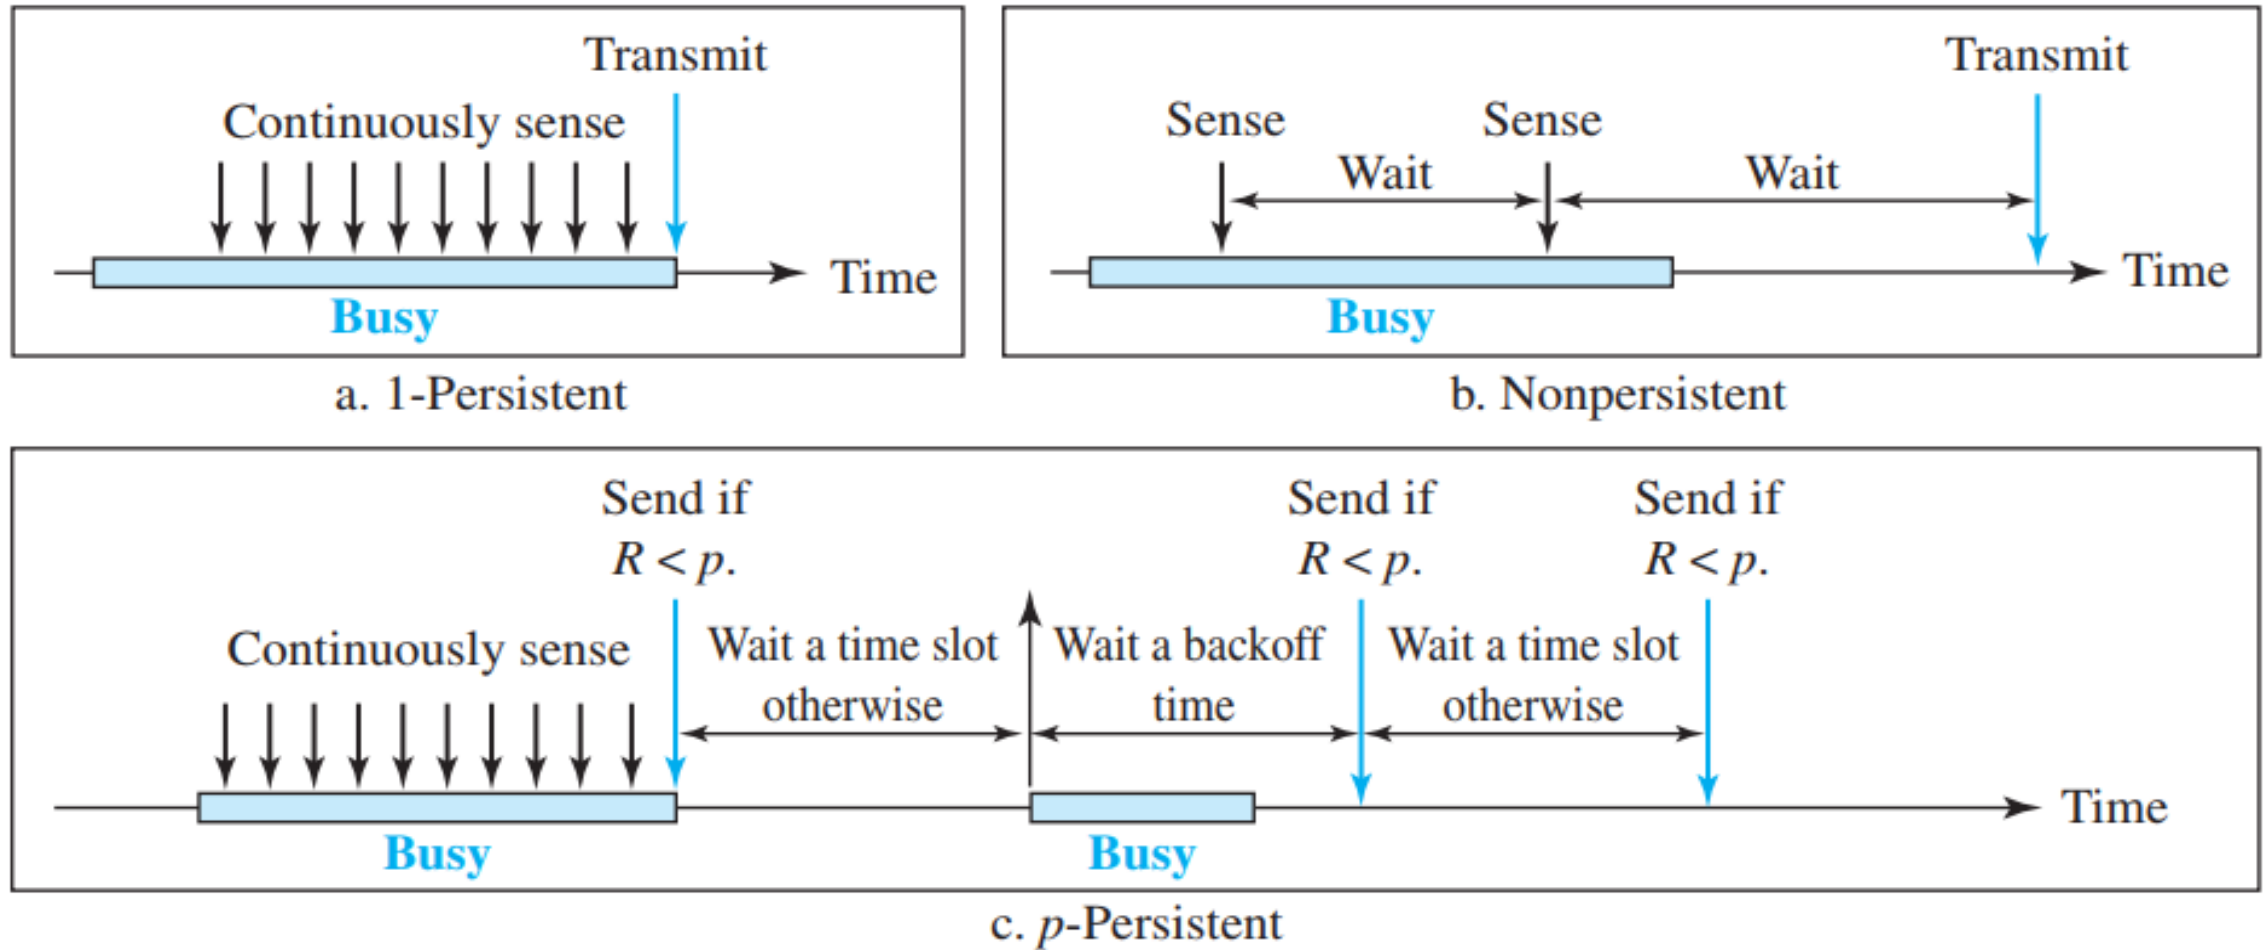 Transmit
Continuously sense
Time
Busy
a. 1-Persistent
Transmit
Sense
Sense
Wait
Wait
Time
Busy
b. Nonpersistent
Send if
R < p.
Send if
R < p.
Send if
R < p.
Continuously sense
Wait a time slot
otherwise
Wait a backoff
time
Wait a time slot
otherwise
Time
Busy
Busy
c. p-Persistent